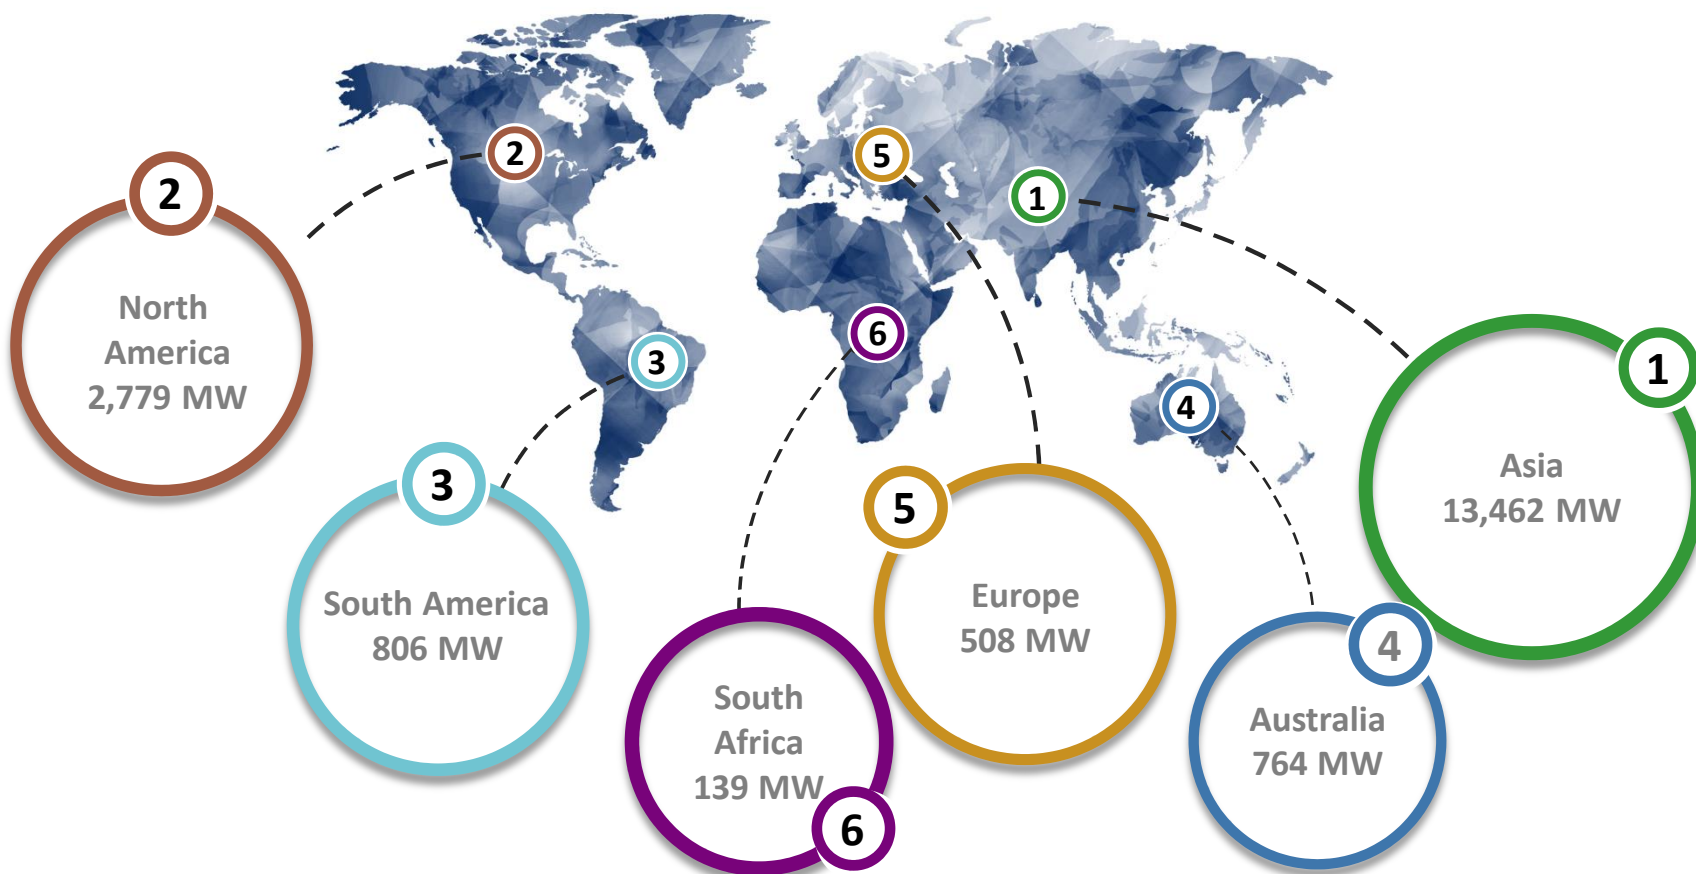 2
North
America
2,779 MW
2
3
3
South America
806 MW
5
1
6
4
6
South
Africa
139 MW
5
Europe
508 MW
4
Australia
764 MW
1
Asia
13,462 MW